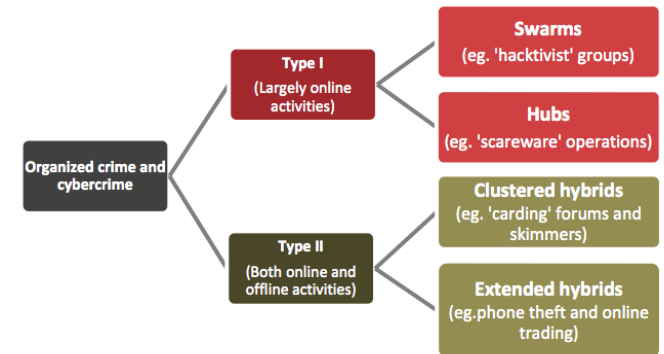 Organized crime and
cybercrime
Type I
(Largely online
activities)
Swarms
(eg. 'hacktivist' groups)
Hubs
(eg. 'scareware' operations)
Type II
(Both online and
offline activities)
Clustered hybrids
(eg. 'carding' forums and
skimmers)
Extended hybrids
(eg.phone theft and online
trading)